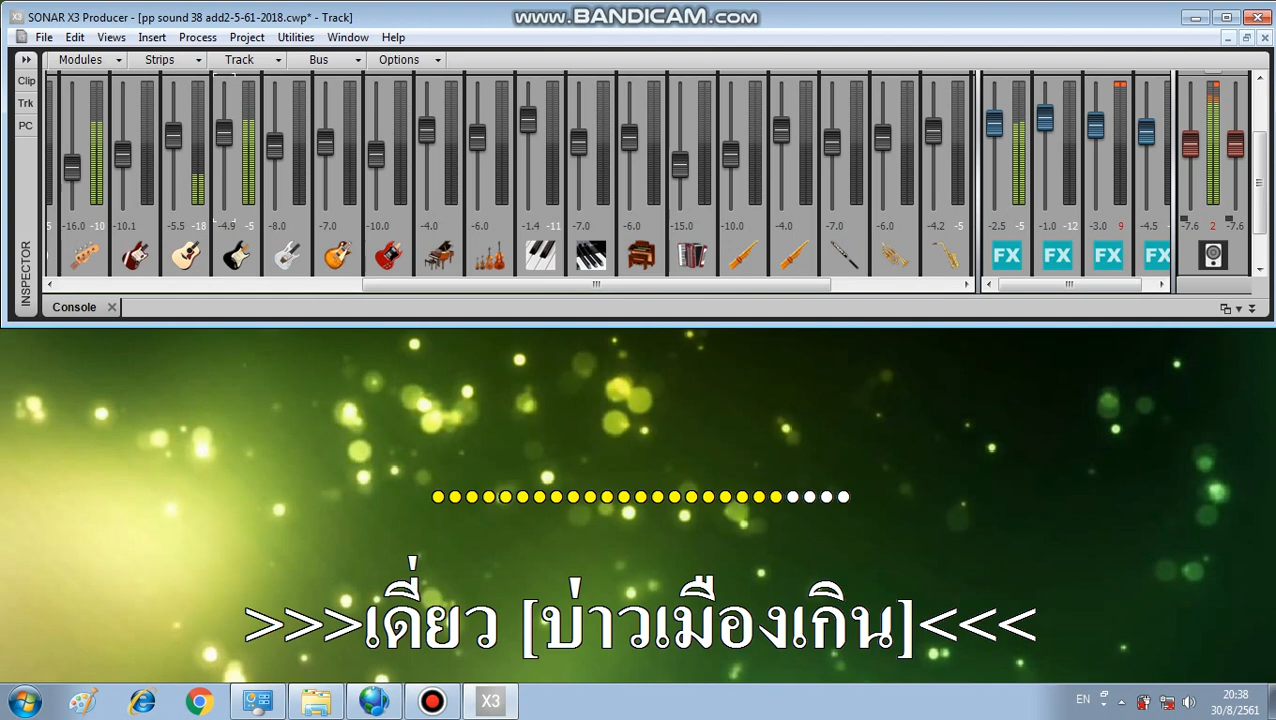 X3 SONAR X3 Producer - [pp sound 38 add2-5-61-2018.cwp* - Track]
www.BANDICAM.com
File Edit Views Insert Process Project Utilities Window Help
Modules Strips Track Bus Options
Clip
Trk
PC
INSPECTOR
5 -16.0 -10 -10.1 -5.5 -18 -4.9 -5 -8.0 -7.0 -10.0 -4.0 -6.0 -1.4 -11 -7.0 -6.0 -15.0 -10.0 -4.0 -7.0 -6.0 -4.0 -5 -2.5 -5 -1.0 -12 -3.0 9 -4.5 -7.6 2 -7.6
FX FX FX FX
Console
>>>เดี่ยว [บ่าวเมืองเกิน]<<<
X3 EN 20:38
30/8/2561